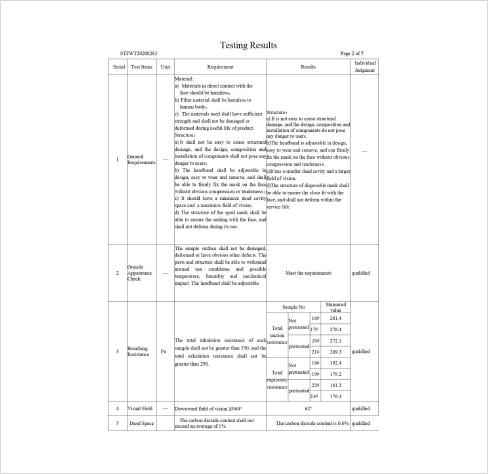 Testing Results
STFWT20208283 Page 2 of 5
Serial Test Items Unit Requirement Results Individual Judgment
1 General Requirements —
Material:
a) Materials in direct contact with the
face should be harmless;
b) Filter material shall be harmless to
human body;
c) The materials used shall have sufficient
strength and shall not be damaged or
deformed during useful life of product.
Structure:
a) It shall not be easy to cause structural
damage, and the design, composition and
installation of components shall not pose any
danger to users.
b) The headband shall be adjustable in
design, easy to wear and remove, and shall
be able to firmly fix the mask on the face
without obvious compression or tenderness;
c) It should have a minimize dead cavity
space and a maximize field of vision;
d) The structure of the spoil mask shall be
able to ensure the sealing with the face, and
shall not deform during its use.
Structure:
a) It is not easy to cause structural
damage, and the design, composition and
installation of components do not pose
any danger to users.
b)The headband is adjustable in design,
easy to wear and remove, and can firmly
fix the mask on the face without obvious
compression and tenderness.
c)It has a smaller dead cavity and a larger
field of vision.
d)The structure of disposable mask shall
be able to ensure the close fit with the
face, and shall not deform within the
service life.
—
2 Outside Appearance Check —
The sample surface shall not be damaged,
deformed or have obvious other defects. The
parts and structure shall be able to withstand
normal use conditions and possible
temperature, humidity and mechanical
impact. The headband shall be adjustable.
Meet the requirements qualified
3 Breathing Resistance Pa
The total inhalation resistance of each
sample shall not be greater than 350, and the
total exhalation resistance shall not be
greater than 250.
Sample No Measured value
Total suction resistance
Not pretreated 16# 281.4
17# 276.4
pretreated 20# 272.1
21# 269.3
Total expiratory resistance
Not pretreated 18# 182.4
19# 179.2
pretreated 22# 181.2
23# 176.3
qualified
4 Visual Field — Downward field of vision ≥60° 62° qualified
5 Dead Space The carbon dioxide content shall not
exceed an average of 1%
The carbon dioxide content is 0.6% qualified